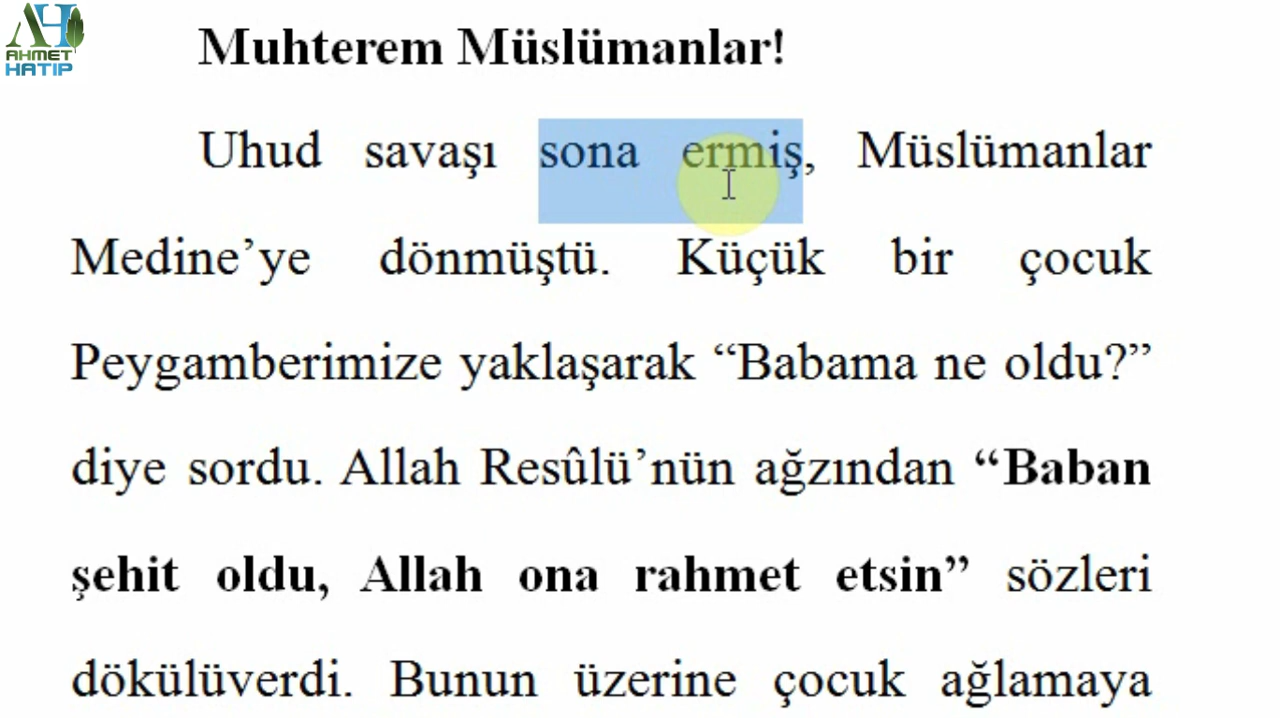 AH
AHMET
HATIP
Muhterem Müslümanlar!
Uhud savaşı sona ermiş, Müslümanlar
Medine’ye dönmüştü. Küçük bir çocuk
Peygamberimize yaklaşarak “Babama ne oldu?”
diye sordu. Allah Resûlü’nün ağzından “Baban
şehit oldu, Allah ona rahmet etsin” sözleri
dökülüverdi. Bunun üzerine çocuk ağlamaya